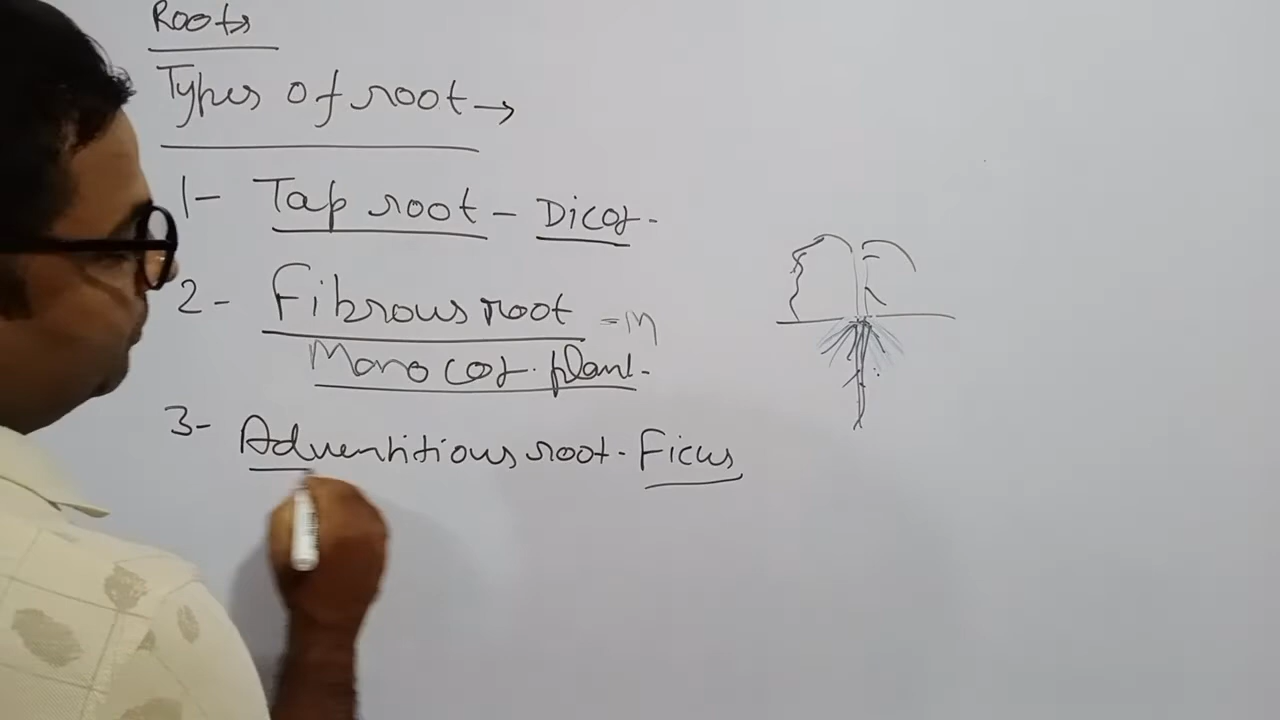 Roots
Types of root →
1- Tap root - Dicot.
2- Fibrous root = M
Mono cot. plant.
3- Adventitious root. Ficus